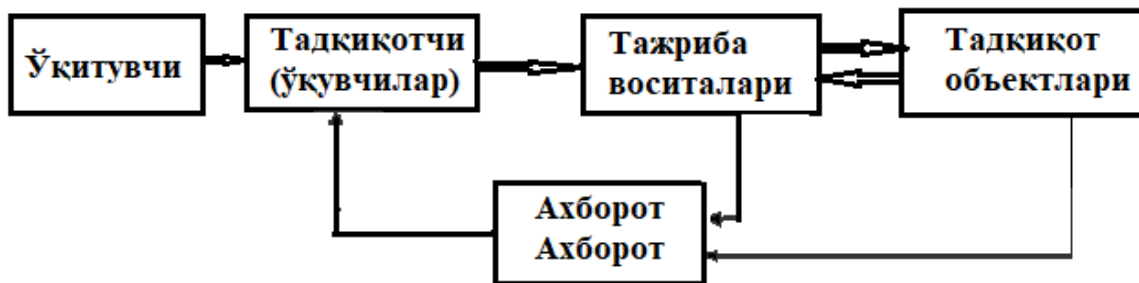 Ўқитувчи
Тадқиқотчи
(ўқувчилар)
Тажриба
воситалари
Тадқиқот
объектлари
Ахборот
Ахборот